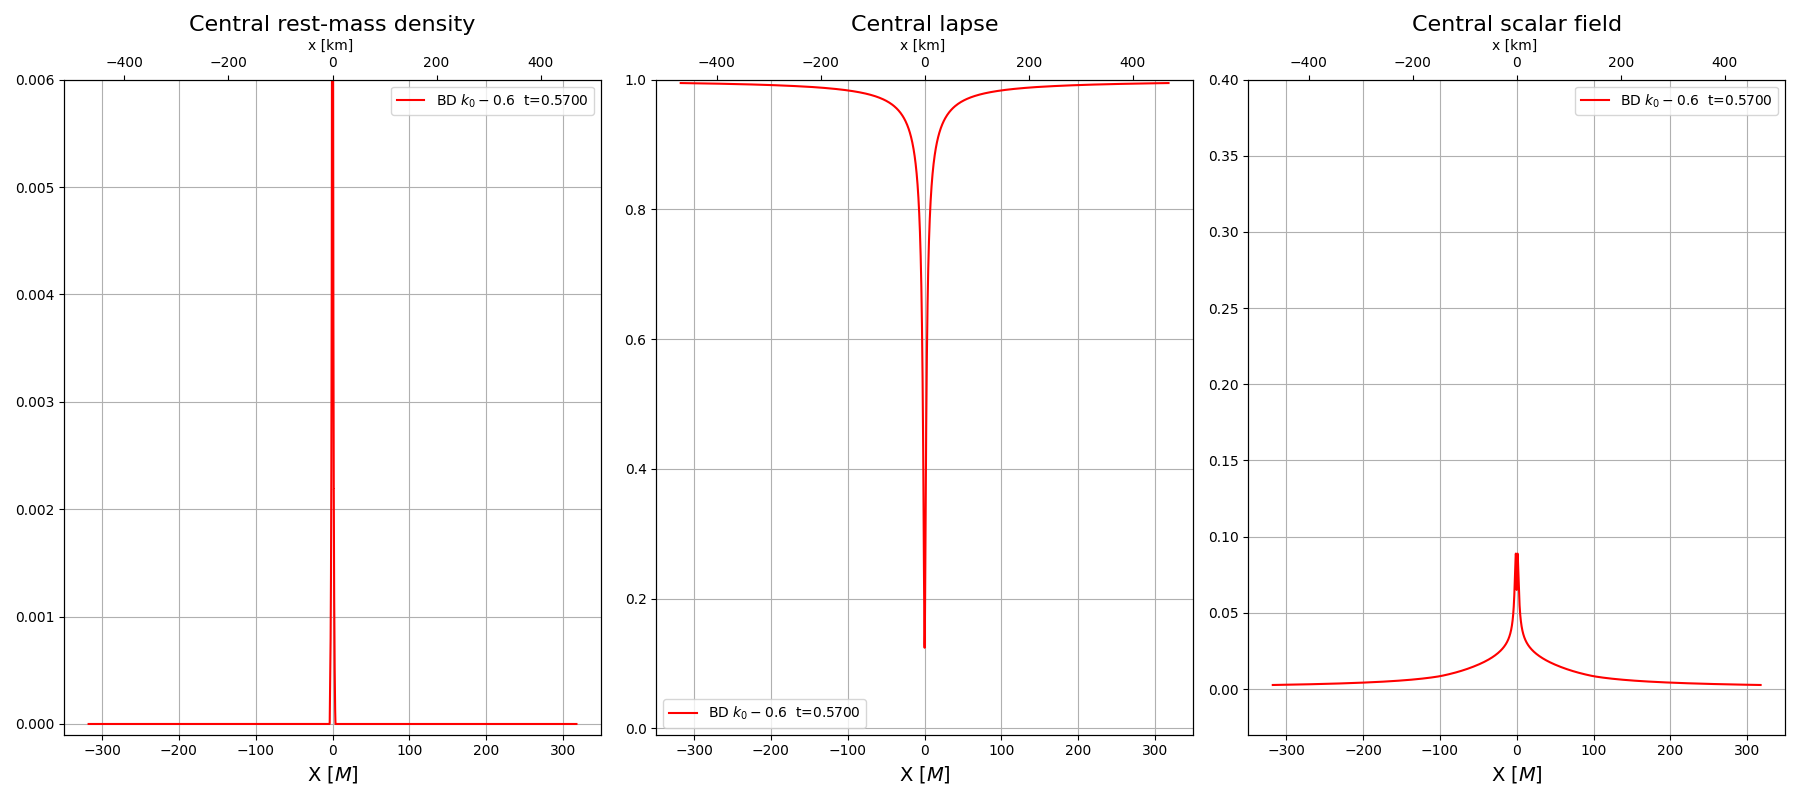 Central rest-mass density
x [km]
−400 −200 0 200 400
0.006
0.005
0.004
0.003
0.002
0.001
0.000
BD k₀ − 0.6 t=0.5700
−300 −200 −100 0 100 200 300
X [M]
Central lapse
x [km]
−400 −200 0 200 400
1.0
0.8
0.6
0.4
0.2
0.0
BD k₀ − 0.6 t=0.5700
−300 −200 −100 0 100 200 300
X [M]
Central scalar field
x [km]
−400 −200 0 200 400
0.40
0.35
0.30
0.25
0.20
0.15
0.10
0.05
0.00
BD k₀ − 0.6 t=0.5700
−300 −200 −100 0 100 200 300
X [M]